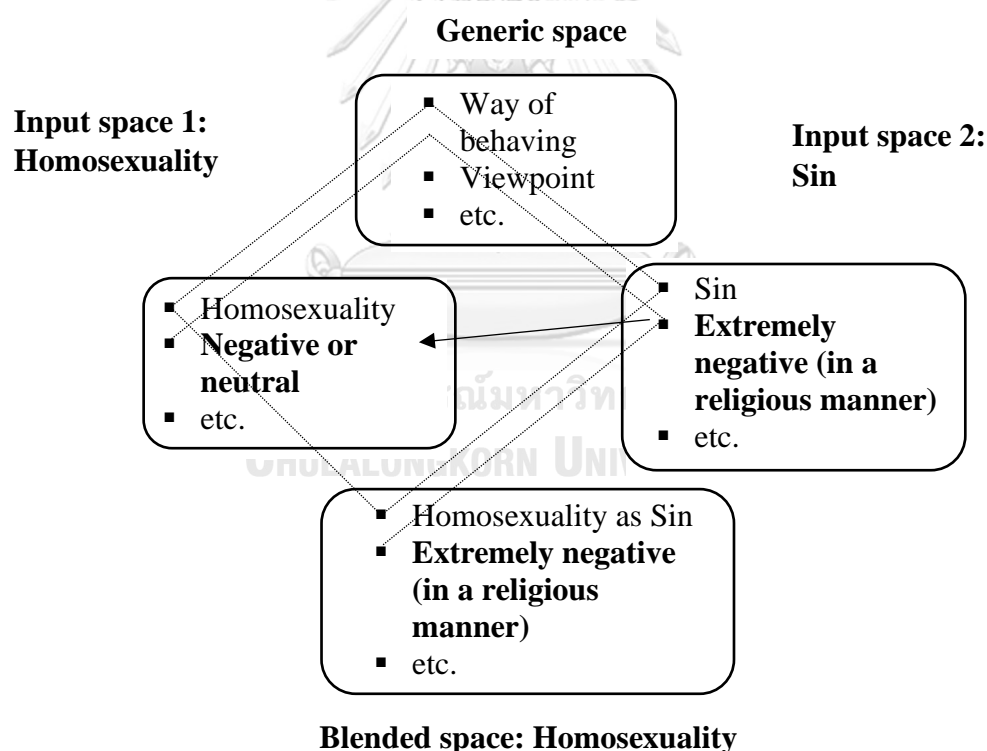 Generic space
▪ Way of
behaving
▪ Viewpoint
▪ etc.
Input space 1:
Homosexuality
Input space 2:
Sin
▪ Homosexuality
▪ Negative or
neutral
▪ etc.
▪ Sin
▪ Extremely
negative (in a
religious manner)
▪ etc.
▪ Homosexuality as Sin
▪ Extremely negative
(in a religious
manner)
▪ etc.
Blended space: Homosexuality